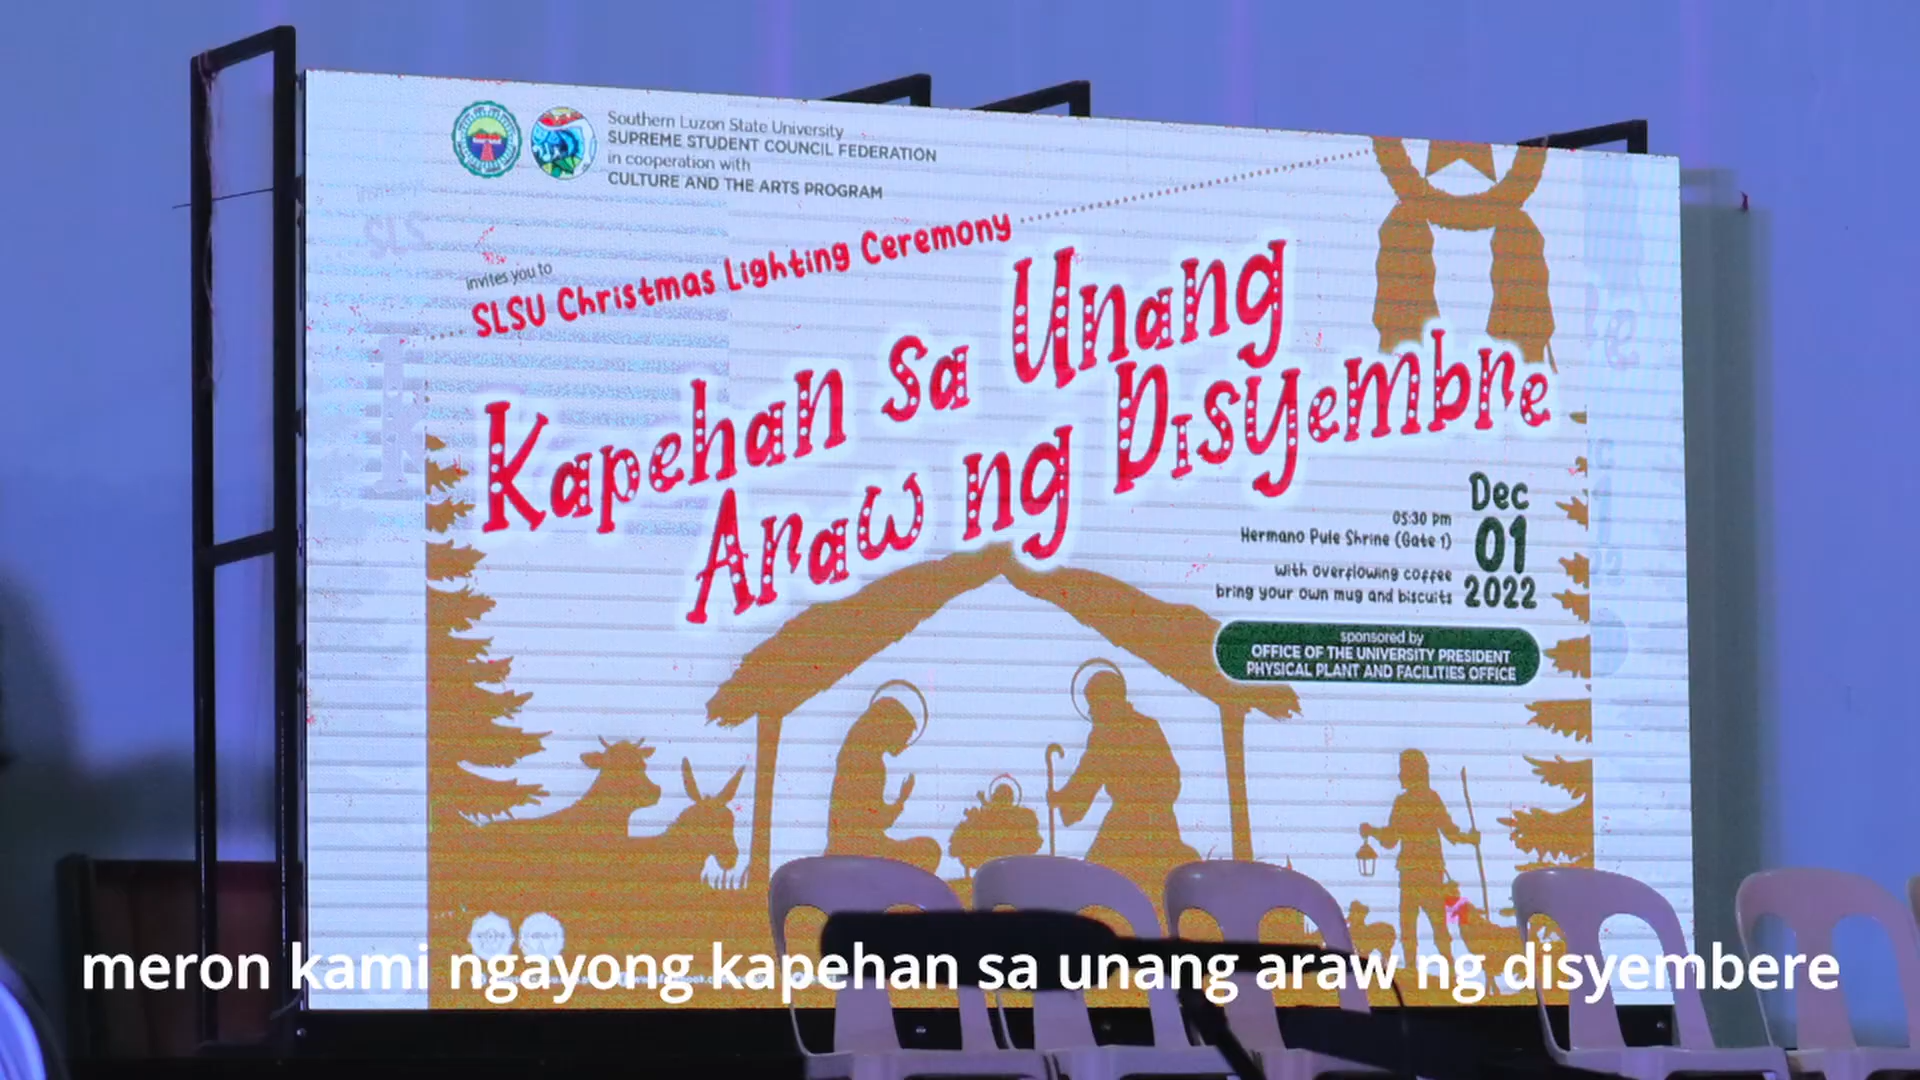 Southern Luzon State University
SUPREME STUDENT COUNCIL FEDERATION
in cooperation with
CULTURE AND THE ARTS PROGRAM
invites you to
SLSU Christmas Lighting Ceremony
Kapehan sa Unang
Araw ng Disyembre
Dec
01
2022
05:30 pm
Hermano Pule Shrine (Gate 1)
with overflowing coffee
bring your own mug and biscuits
sponsored by
OFFICE OF THE UNIVERSITY PRESIDENT
PHYSICAL PLANT AND FACILITIES OFFICE
meron kami ngayong kapehan sa unang araw ng disyembere